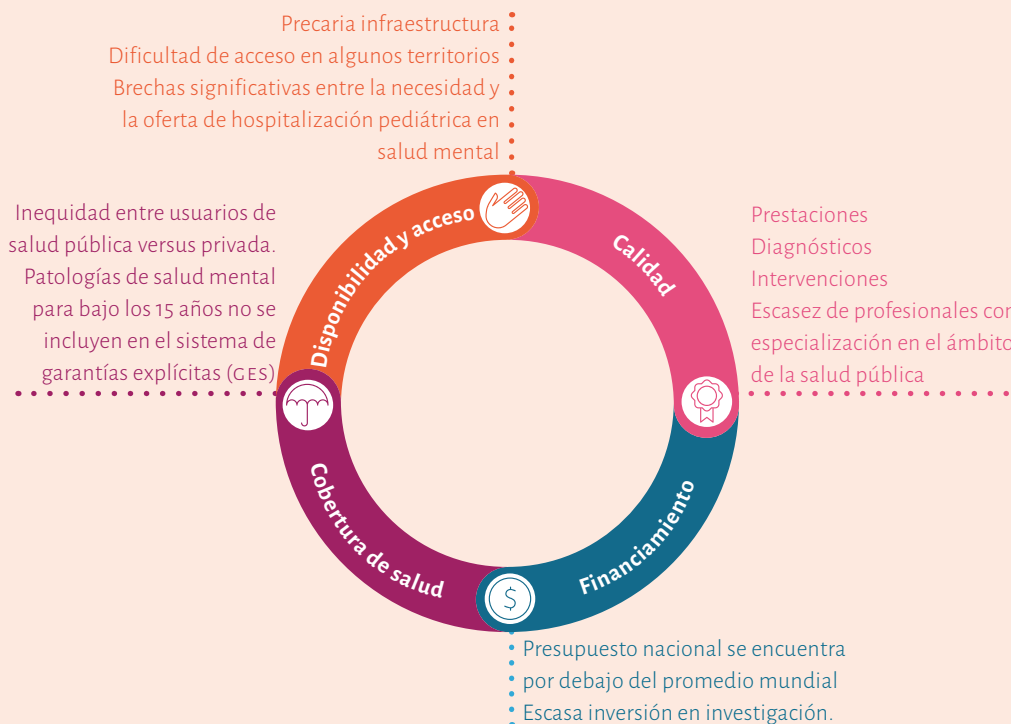 Precaria infraestructura
Dificultad de acceso en algunos territorios
Brechas significativas entre la necesidad y
la oferta de hospitalización pediátrica en
salud mental
Disponibilidad y acceso
Calidad
Inequidad entre usuarios de
salud pública versus privada.
Patologías de salud mental
para bajo los 15 años no se
incluyen en el sistema de
garantías explícitas (GES)
Prestaciones
Diagnósticos
Intervenciones
Escasez de profesionales con
especialización en el ámbito
de la salud pública
Cobertura de salud
Financiamiento
$
Presupuesto nacional se encuentra
por debajo del promedio mundial
Escasa inversión en investigación.